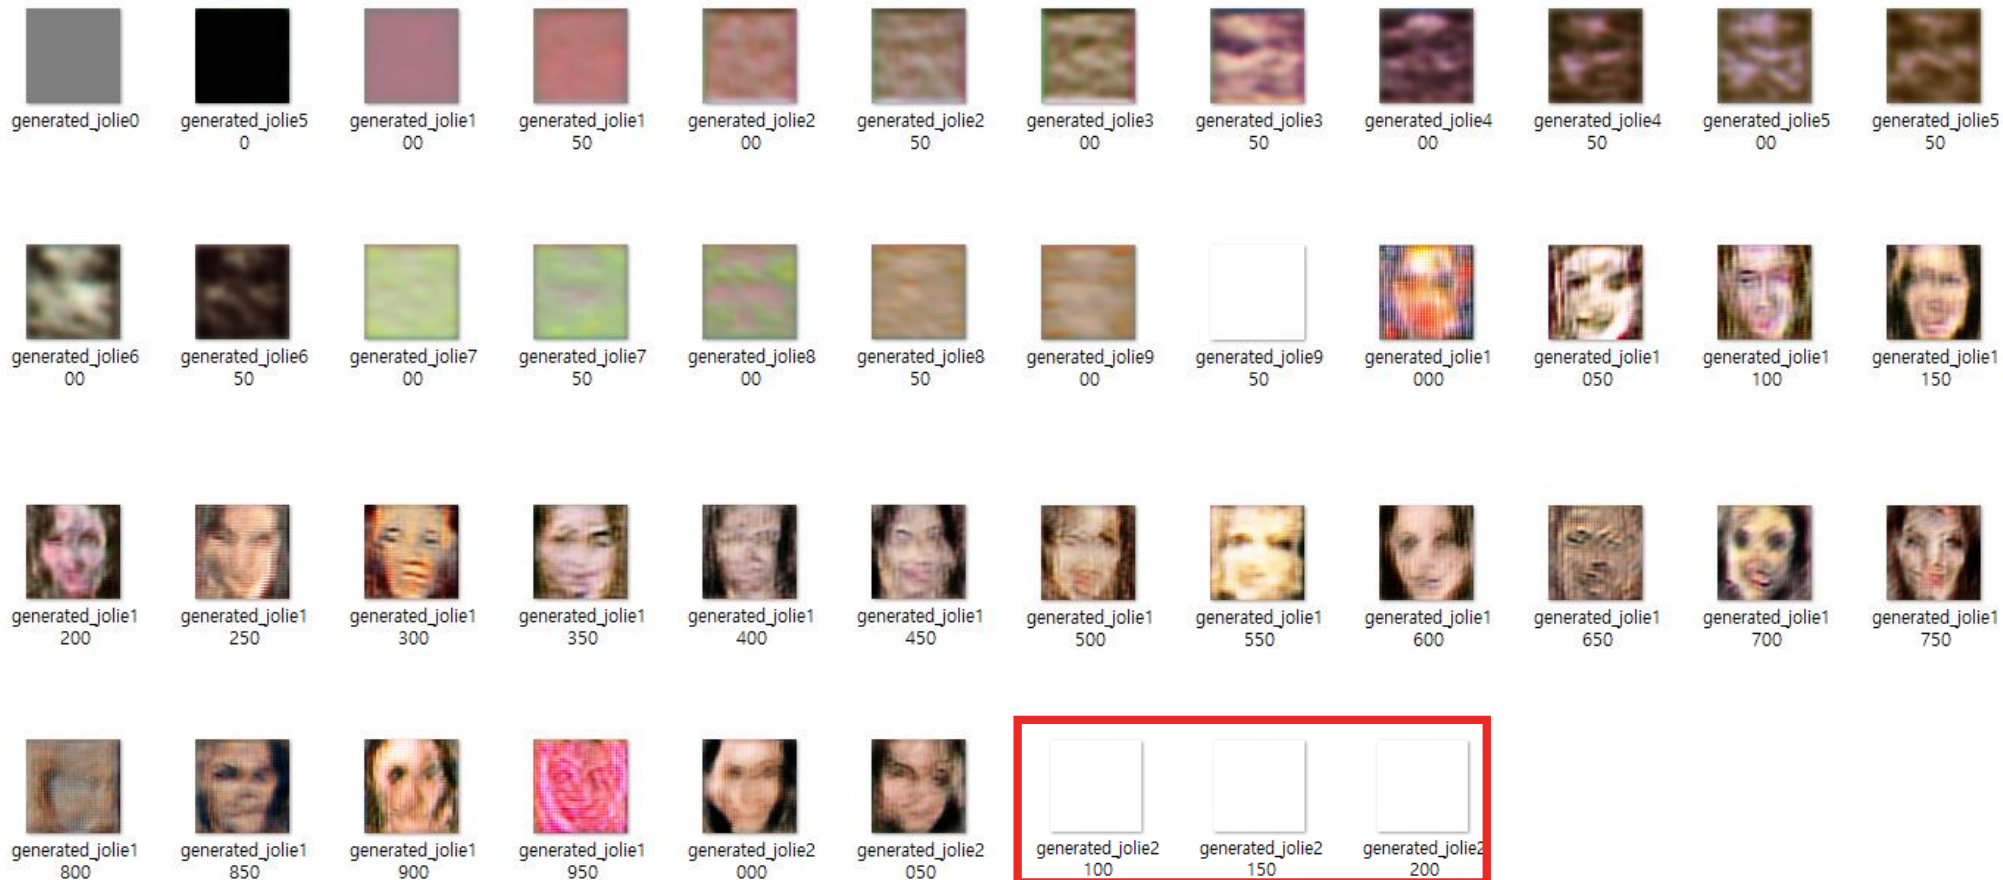 generated_jolie0
generated_jolie5
0
generated_jolie1
00
generated_jolie1
50
generated_jolie2
00
generated_jolie2
50
generated_jolie3
00
generated_jolie3
50
generated_jolie4
00
generated_jolie4
50
generated_jolie5
00
generated_jolie5
50
generated_jolie6
00
generated_jolie6
50
generated_jolie7
00
generated_jolie7
50
generated_jolie8
00
generated_jolie8
50
generated_jolie9
00
generated_jolie9
50
generated_jolie1
000
generated_jolie1
050
generated_jolie1
100
generated_jolie1
150
generated_jolie1
200
generated_jolie1
250
generated_jolie1
300
generated_jolie1
350
generated_jolie1
400
generated_jolie1
450
generated_jolie1
500
generated_jolie1
550
generated_jolie1
600
generated_jolie1
650
generated_jolie1
700
generated_jolie1
750
generated_jolie1
800
generated_jolie1
850
generated_jolie1
900
generated_jolie1
950
generated_jolie2
000
generated_jolie2
050
generated_jolie2
100
generated_jolie2
150
generated_jolie2
200